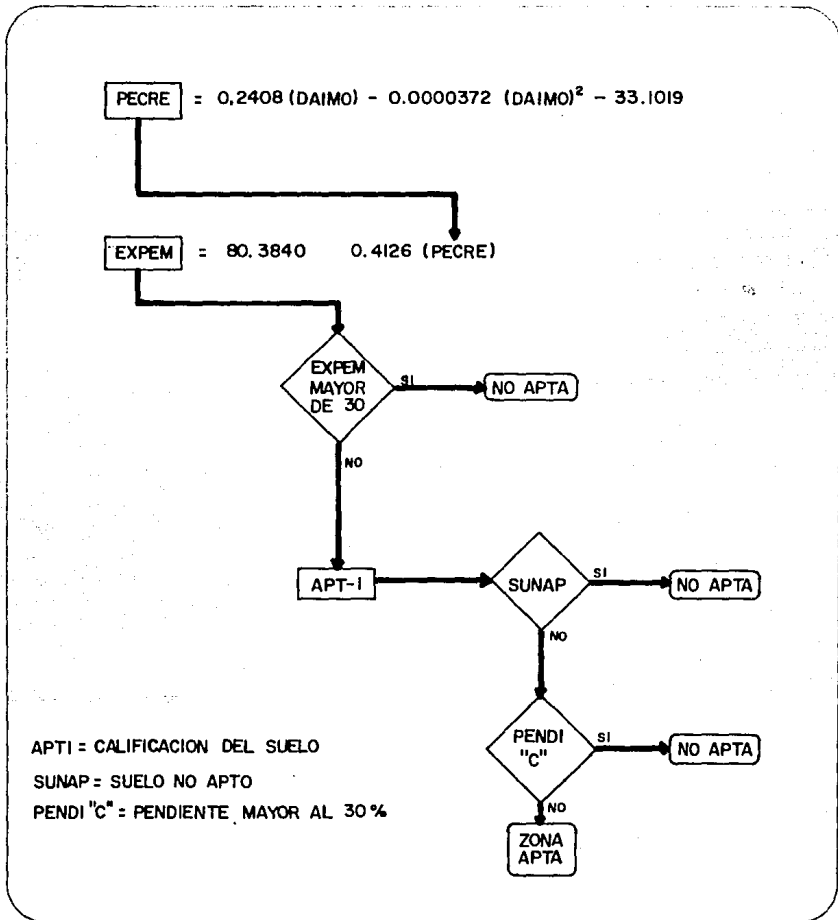 PECRE = 0,2408 (DAIMO) - 0.0000372 (DAIMO)² - 33.1019
EXPEM = 80.3840 0.4126 (PECRE)
EXPEM
MAYOR
DE 30
SI
NO APTA
NO
APT-1
SUNAP
SI
NO APTA
NO
PENDI
"C"
SI
NO APTA
NO
ZONA
APTA
APT1 = CALIFICACION DEL SUELO
SUNAP = SUELO NO APTO
PENDI "C" = PENDIENTE MAYOR AL 30%